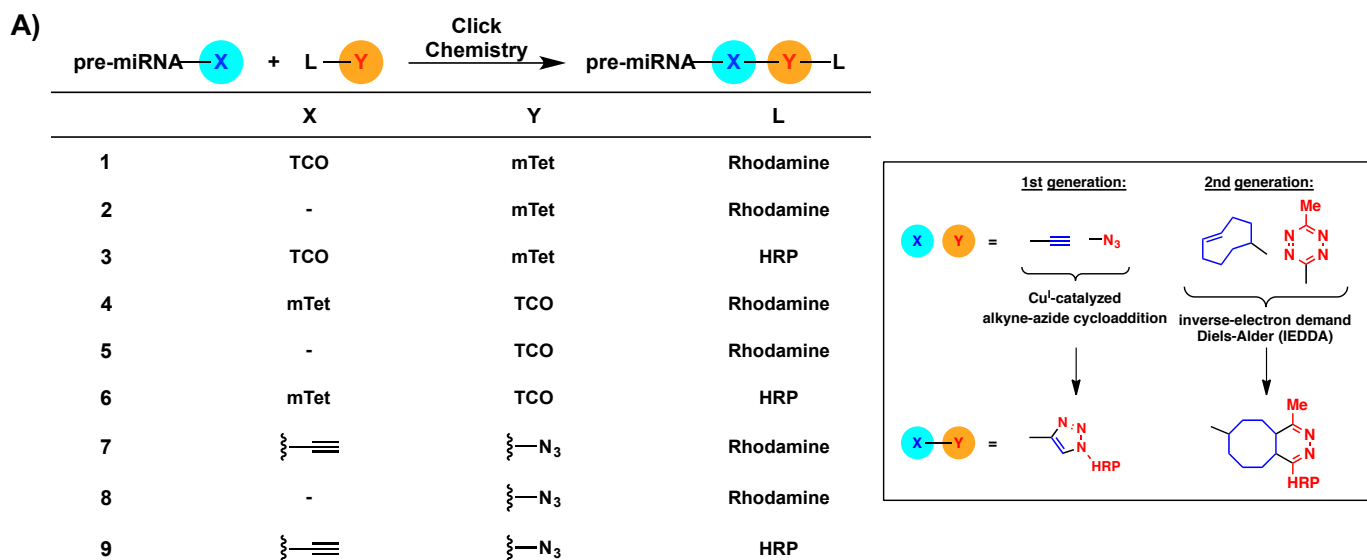 A)
Click
Chemistry
pre-miRNA X + L Y pre-miRNA X Y L
X Y L
1 TCO mTet Rhodamine
2 - mTet Rhodamine
3 TCO mTet HRP
4 mTet TCO Rhodamine
5 - TCO Rhodamine
6 mTet TCO HRP
7 N3 Rhodamine
8 - N3 Rhodamine
9 N3 HRP
1st generation: 2nd generation:
X Y = N3 Me N N N N
CuI-catalyzed
alkyne-azide cycloaddition
inverse-electron demand
Diels-Alder (IEDDA)
X Y = N N N HRP Me N N HRP